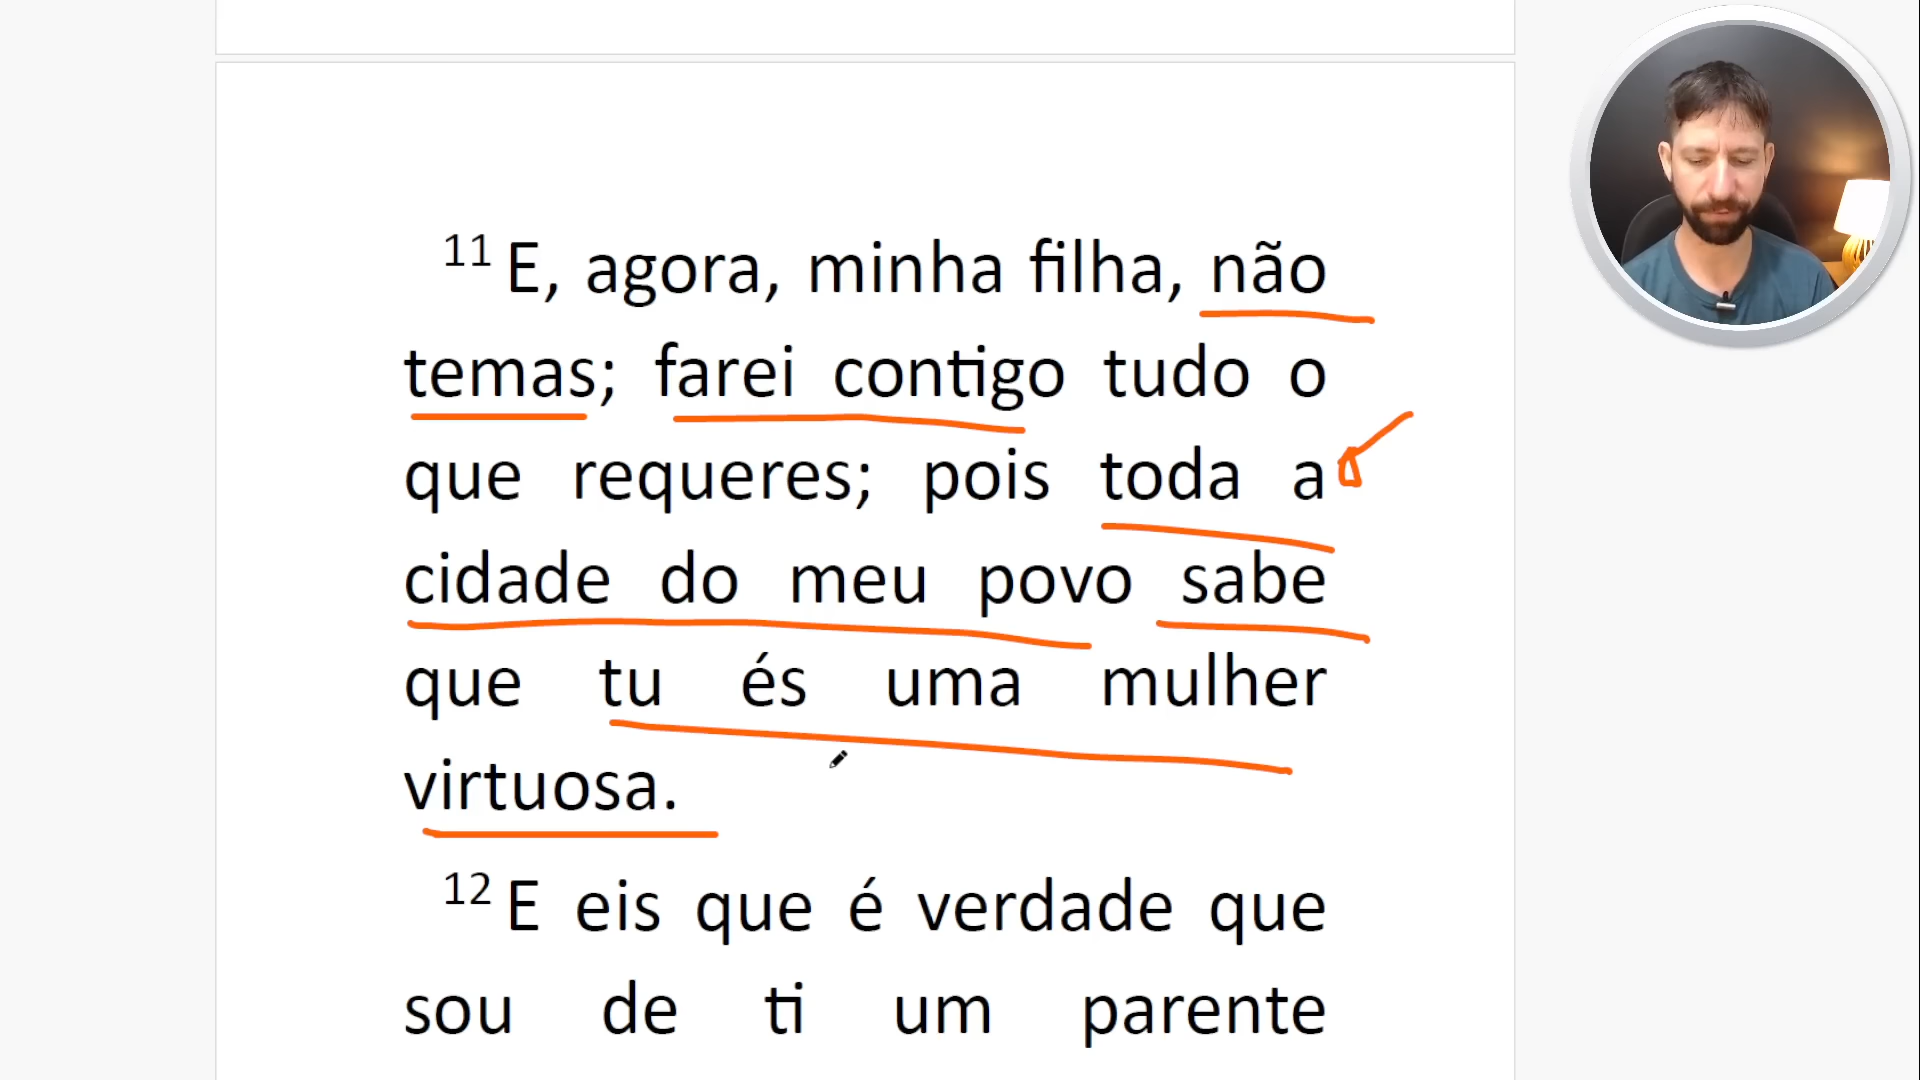 11 E, agora, minha filha, não
temas; farei contigo tudo o
que requeres; pois toda a
cidade do meu povo sabe
que tu és uma mulher
virtuosa.
12 E eis que é verdade que
sou de ti um parente